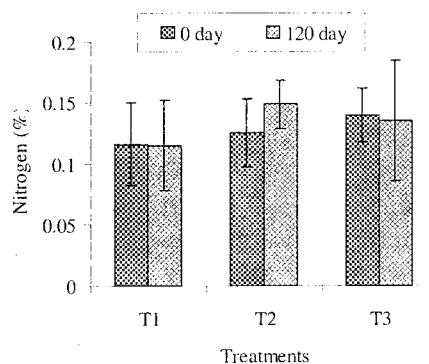 0 day 120 day
0.2
0.15
0.1
0.05
0
Nitrogen (%)
T1 T2 T3
Treatments